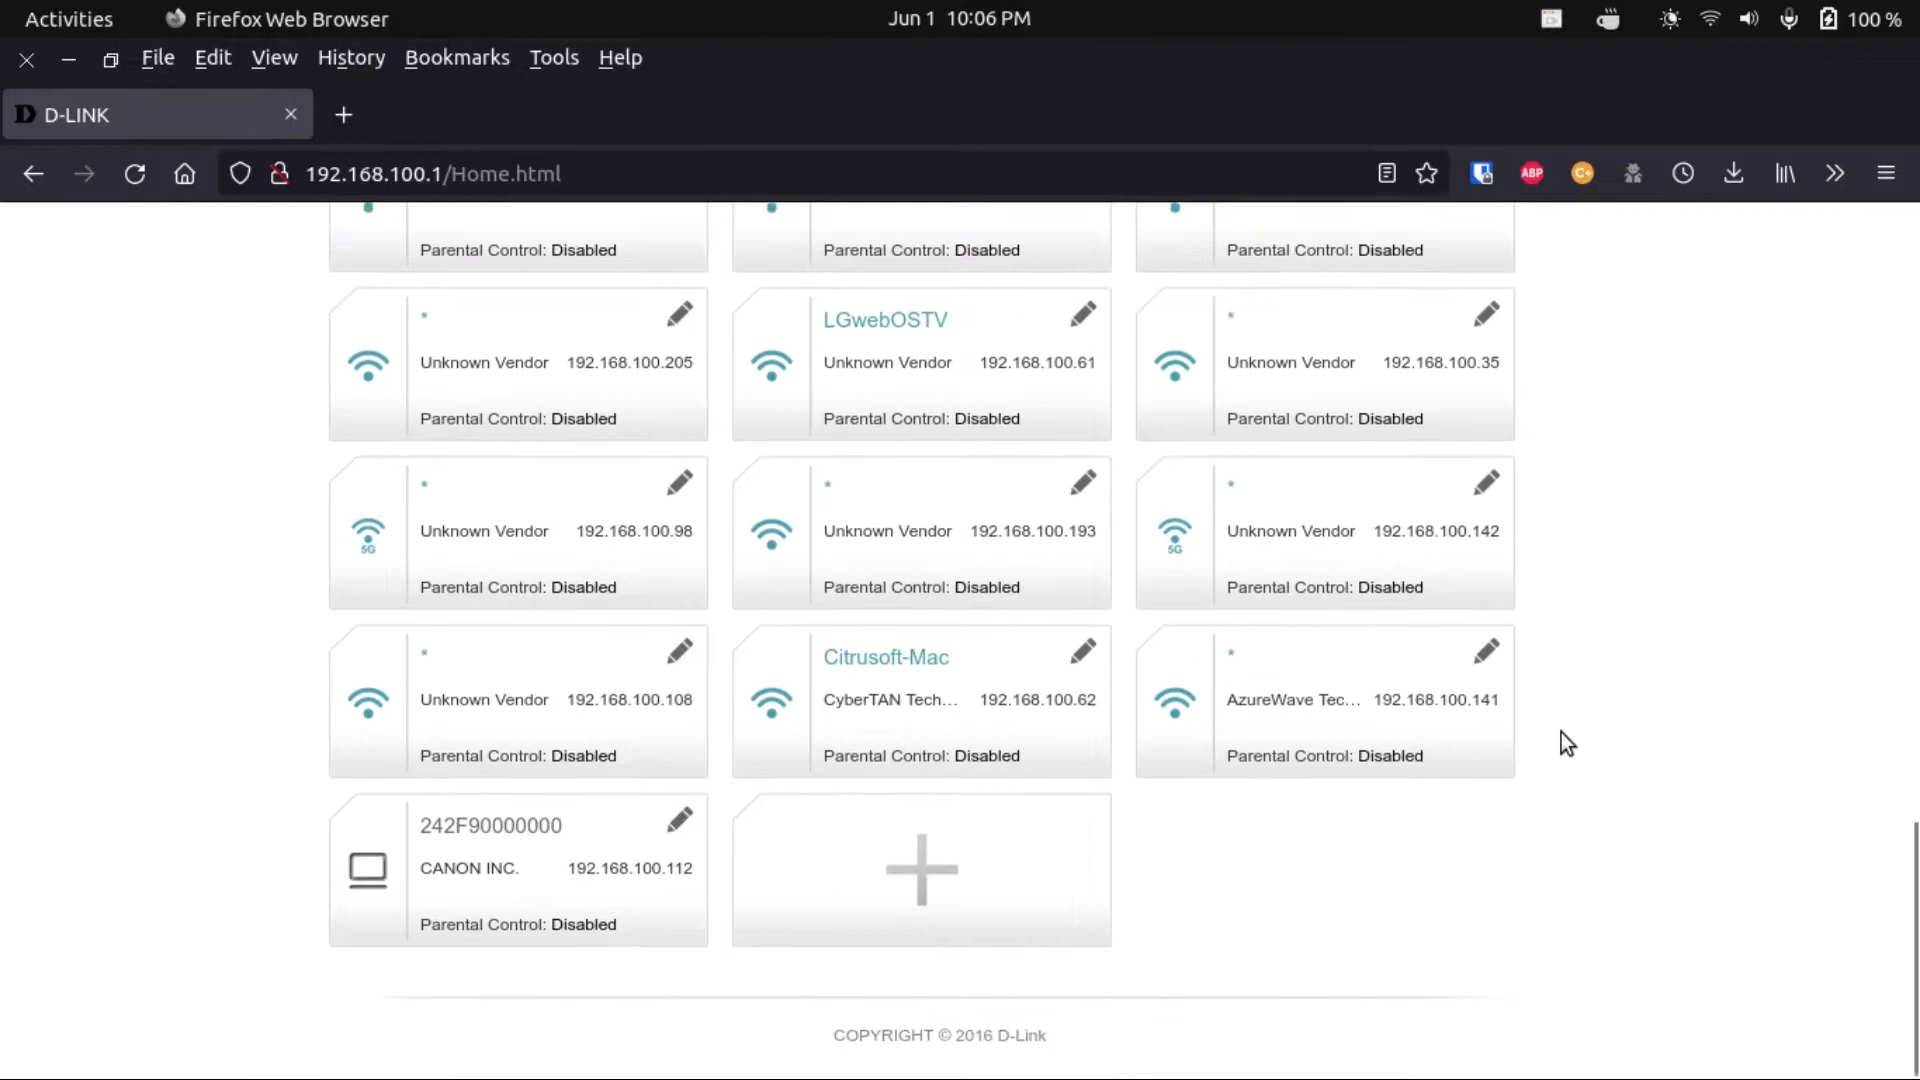 Activities Firefox Web Browser Jun 1 10:06 PM 100 %
File Edit View History Bookmarks Tools Help
D-LINK
192.168.100.1/Home.html ABP C+
Parental Control: Disabled Parental Control: Disabled Parental Control: Disabled
* LGwebOSTV *
Unknown Vendor 192.168.100.205 Unknown Vendor 192.168.100.61 Unknown Vendor 192.168.100.35
Parental Control: Disabled Parental Control: Disabled Parental Control: Disabled
* * *
Unknown Vendor 192.168.100.98 Unknown Vendor 192.168.100.193 Unknown Vendor 192.168.100.142
5G 5G
Parental Control: Disabled Parental Control: Disabled Parental Control: Disabled
* Citrusoft-Mac *
Unknown Vendor 192.168.100.108 CyberTAN Tech... 192.168.100.62 AzureWave Tec... 192.168.100.141
Parental Control: Disabled Parental Control: Disabled Parental Control: Disabled
242F90000000
CANON INC. 192.168.100.112
Parental Control: Disabled
COPYRIGHT © 2016 D-Link